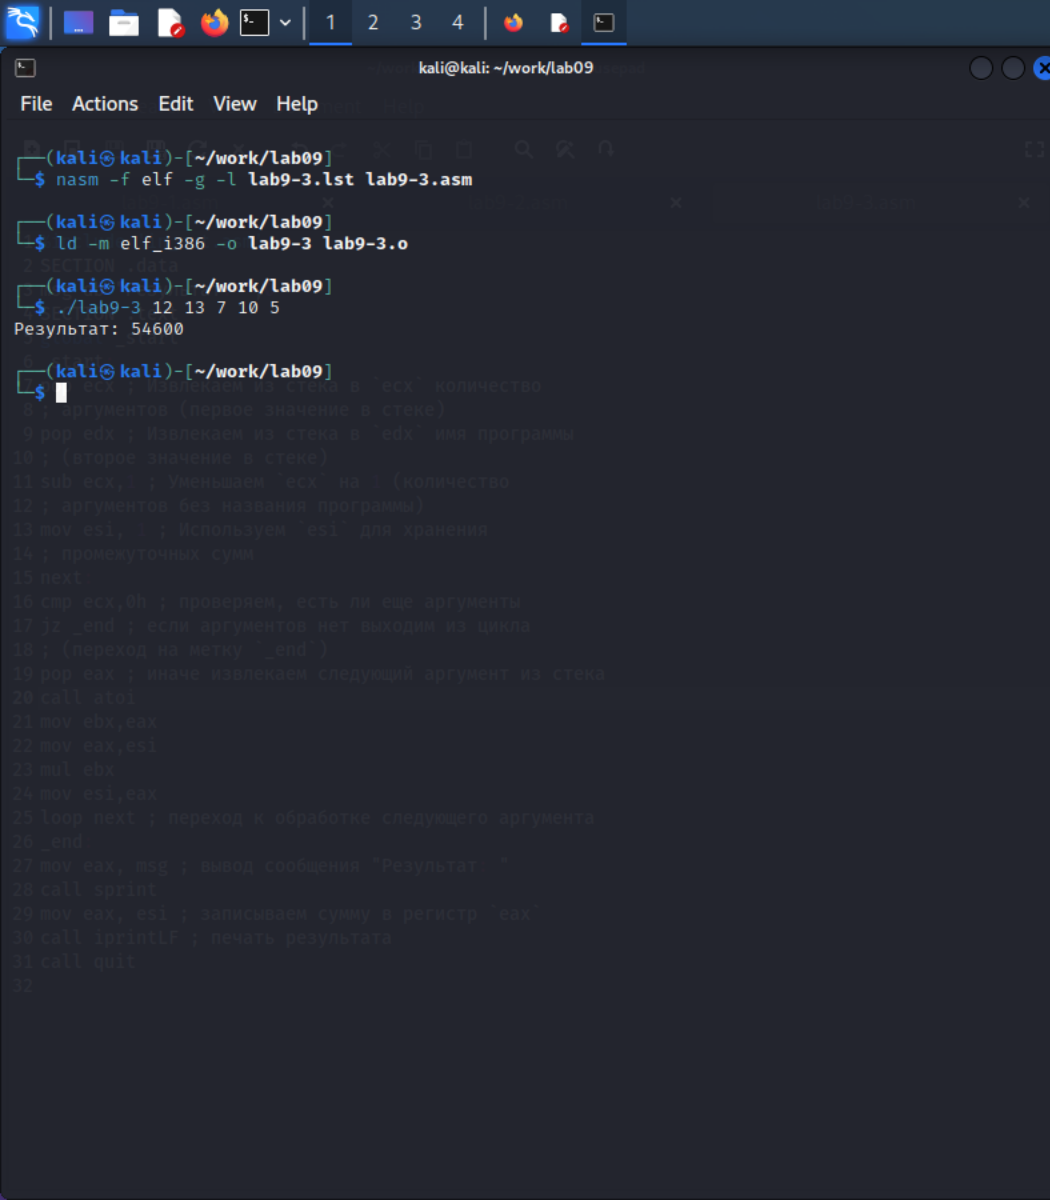 1 2 3 4
kali@kali: ~/work/lab09
File Actions Edit View Help
(kali㉿kali)-[~/work/lab09]
$ nasm -f elf -g -l lab9-3.lst lab9-3.asm
lab9-3.asm
(kali㉿kali)-[~/work/lab09]
$ ld -m elf_i386 -o lab9-3 lab9-3.o
2 SECTION .data
(kali㉿kali)-[~/work/lab09]
$ ./lab9-3 12 13 7 10 5
Результат: 54600
_start
6
(kali㉿kali)-[~/work/lab09]
$
7 pop ecx ; Извлекаем из стека в `ecx` количество
8 ; аргументов (первое значение в стеке)
9 pop edx ; Извлекаем из стека в `edx` имя программы
10 ; (второе значение в стеке)
11 sub ecx, ; Уменьшаем `ecx` на (количество
12 ; аргументов без названия программы)
13 mov esi, ; Используем `esi` для хранения
14 ; промежуточных сумм
15 next
16 cmp ecx,0h ; проверяем, есть ли еще аргументы
17 jz _end ; если аргументов нет выходим из цикла
18 ; (переход на метку `_end`)
19 pop eax ; иначе извлекаем следующий аргумент из стека
20 call atoi
21 mov ebx,eax
22 mov eax,esi
23 mul ebx
24 mov esi,eax
25 loop next ; переход к обработке следующего аргумента
26 _end
27 mov eax, msg ; вывод сообщения "Результат "
28 call sprint
29 mov eax, esi ; записываем сумму в регистр `eax`
30 call iprintLF ; печать результата
31 call quit
32